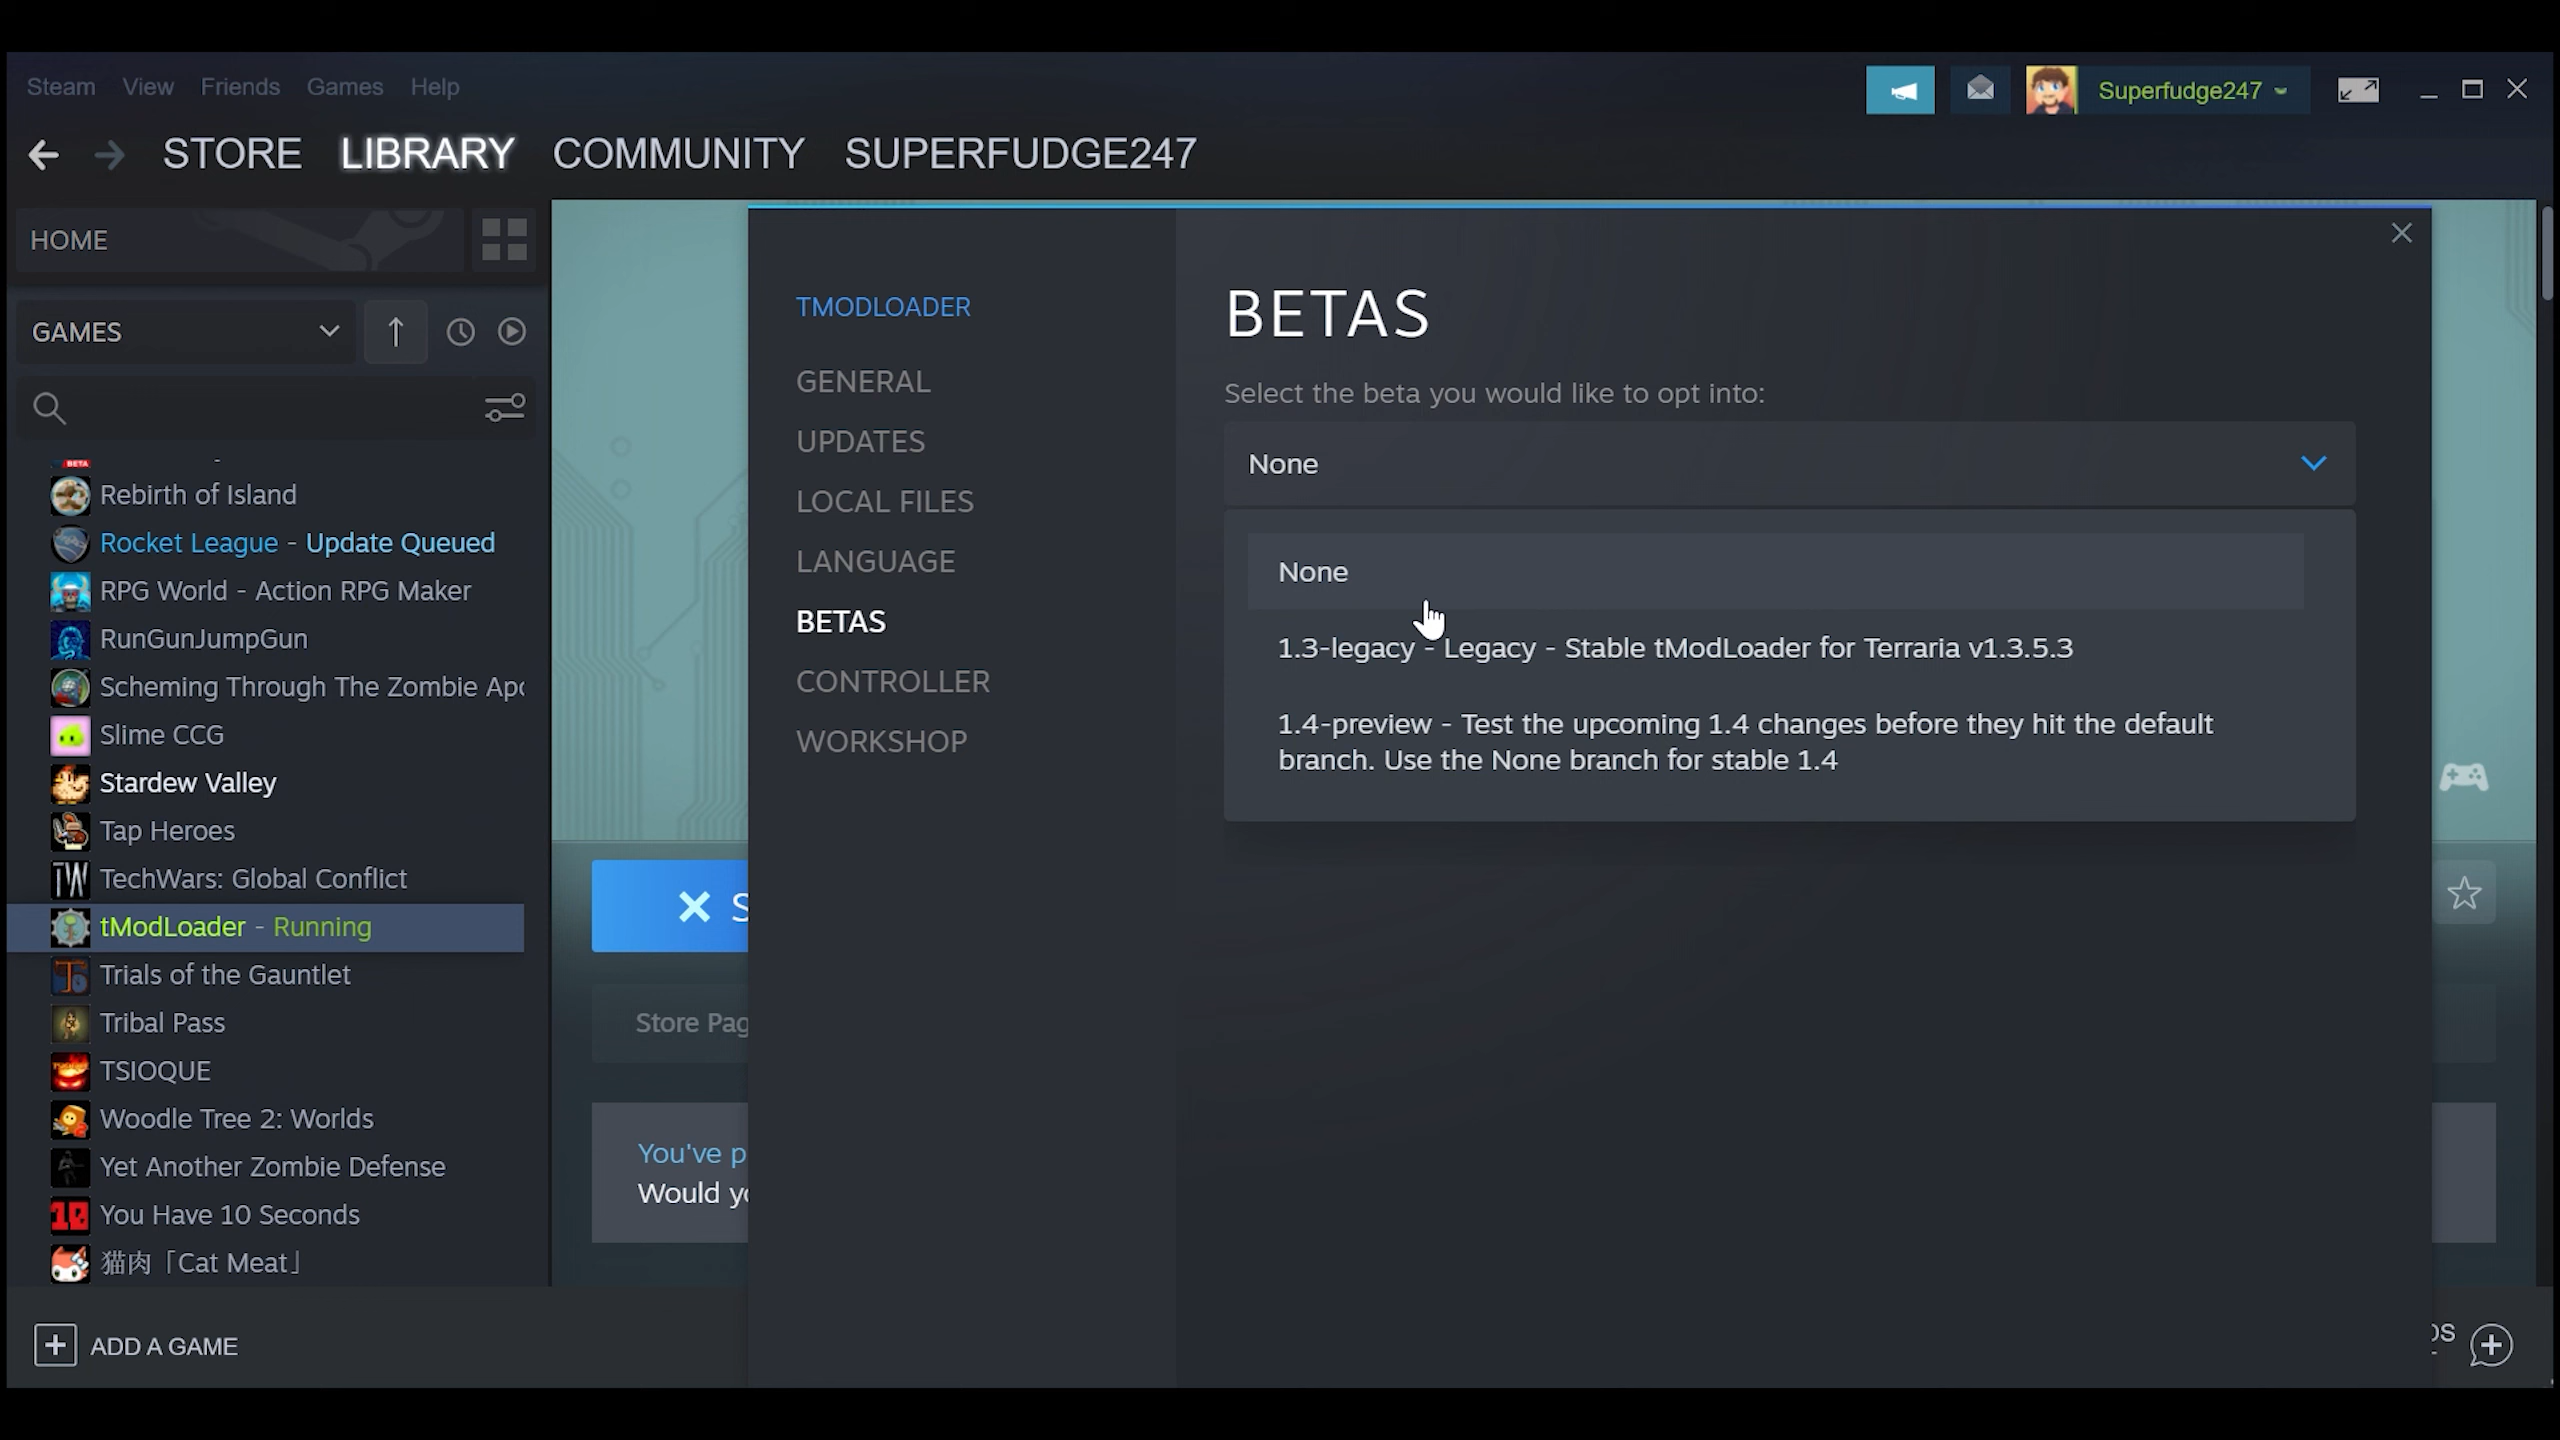 Steam View Friends Games Help
Superfudge247
STORE LIBRARY COMMUNITY SUPERFUDGE247
HOME
GAMES
BETA
Rebirth of Island
Rocket League - Update Queued
RPG World - Action RPG Maker
RunGunJumpGun
Scheming Through The Zombie Apo
Slime CCG
Stardew Valley
Tap Heroes
TW TechWars: Global Conflict
tModLoader - Running
Trials of the Gauntlet
Tribal Pass
TSIOQUE
Woodle Tree 2: Worlds
Yet Another Zombie Defense
10 You Have 10 Seconds
猫肉「Cat Meat」
ADD A GAME
S
Store Pag
You've p
Would yo
TMODLOADER
GENERAL
UPDATES
LOCAL FILES
LANGUAGE
BETAS
CONTROLLER
WORKSHOP
BETAS
Select the beta you would like to opt into:
None
None
1.3-legacy - Legacy - Stable tModLoader for Terraria v1.3.5.3
1.4-preview - Test the upcoming 1.4 changes before they hit the default
branch. Use the None branch for stable 1.4